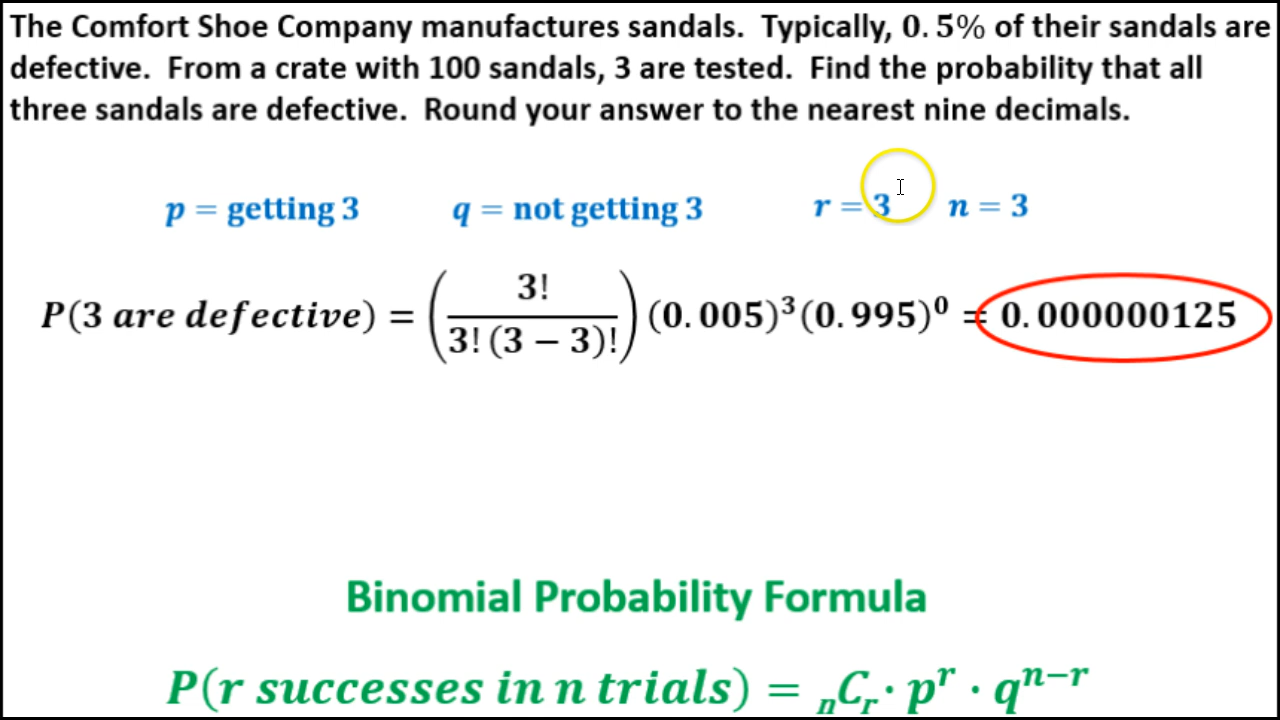 The Comfort Shoe Company manufactures sandals. Typically, 0.5% of their sandals are
defective. From a crate with 100 sandals, 3 are tested. Find the probability that all
three sandals are defective. Round your answer to the nearest nine decimals.
p = getting 3 q = not getting 3 r = 3 n = 3
P(3 are defective) = (3!/3!(3 − 3)!) (0.005)³(0.995)⁰ = 0.000000125
Binomial Probability Formula
P(r successes in n trials) = ₙCᵣ · pʳ · qⁿ⁻ʳ